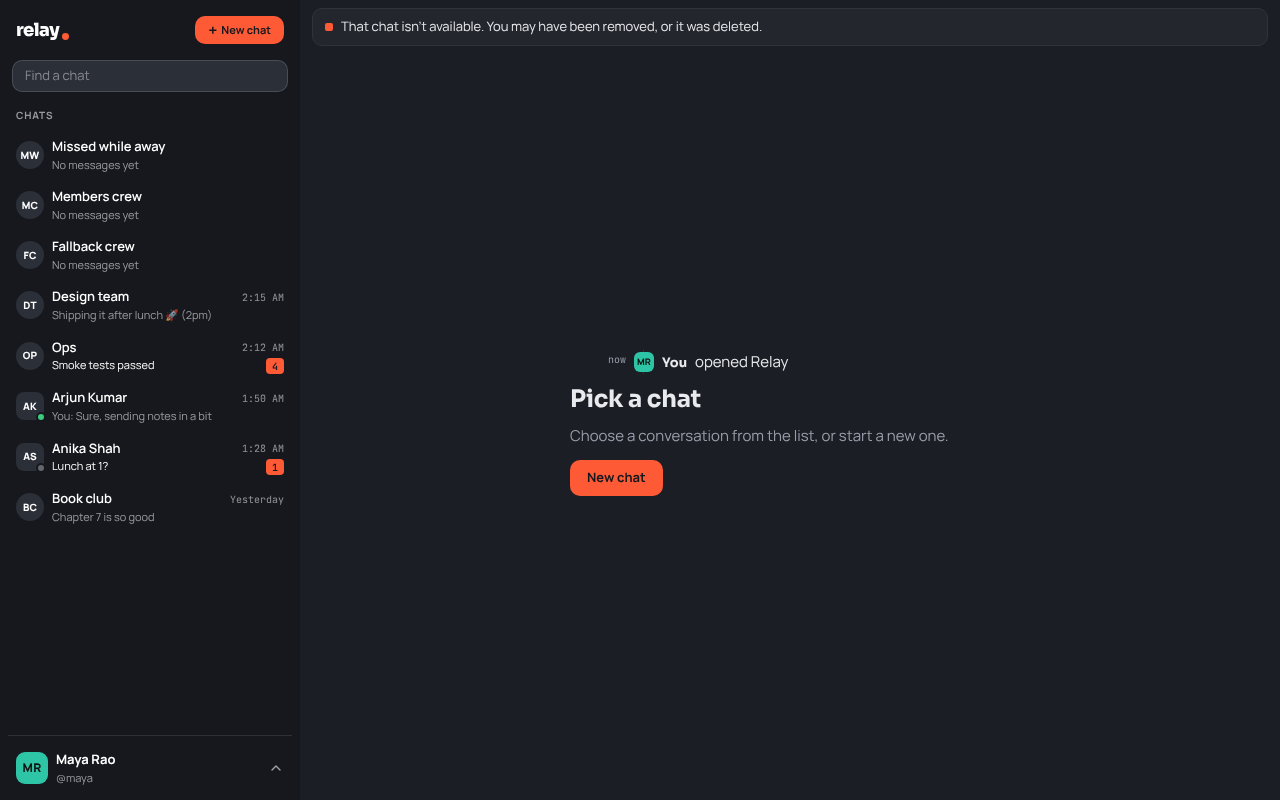 relay.
+ New chat
Find a chat
CHATS
MW Missed while away
No messages yet
MC Members crew
No messages yet
FC Fallback crew
No messages yet
DT Design team 2:15 AM
Shipping it after lunch 🚀 (2pm)
OP Ops 2:12 AM
Smoke tests passed 4
AK Arjun Kumar 1:50 AM
You: Sure, sending notes in a bit
AS Anika Shah 1:28 AM
Lunch at 1? 1
BC Book club Yesterday
Chapter 7 is so good
MR Maya Rao
@maya
That chat isn't available. You may have been removed, or it was deleted.
now MR You opened Relay
Pick a chat
Choose a conversation from the list, or start a new one.
New chat